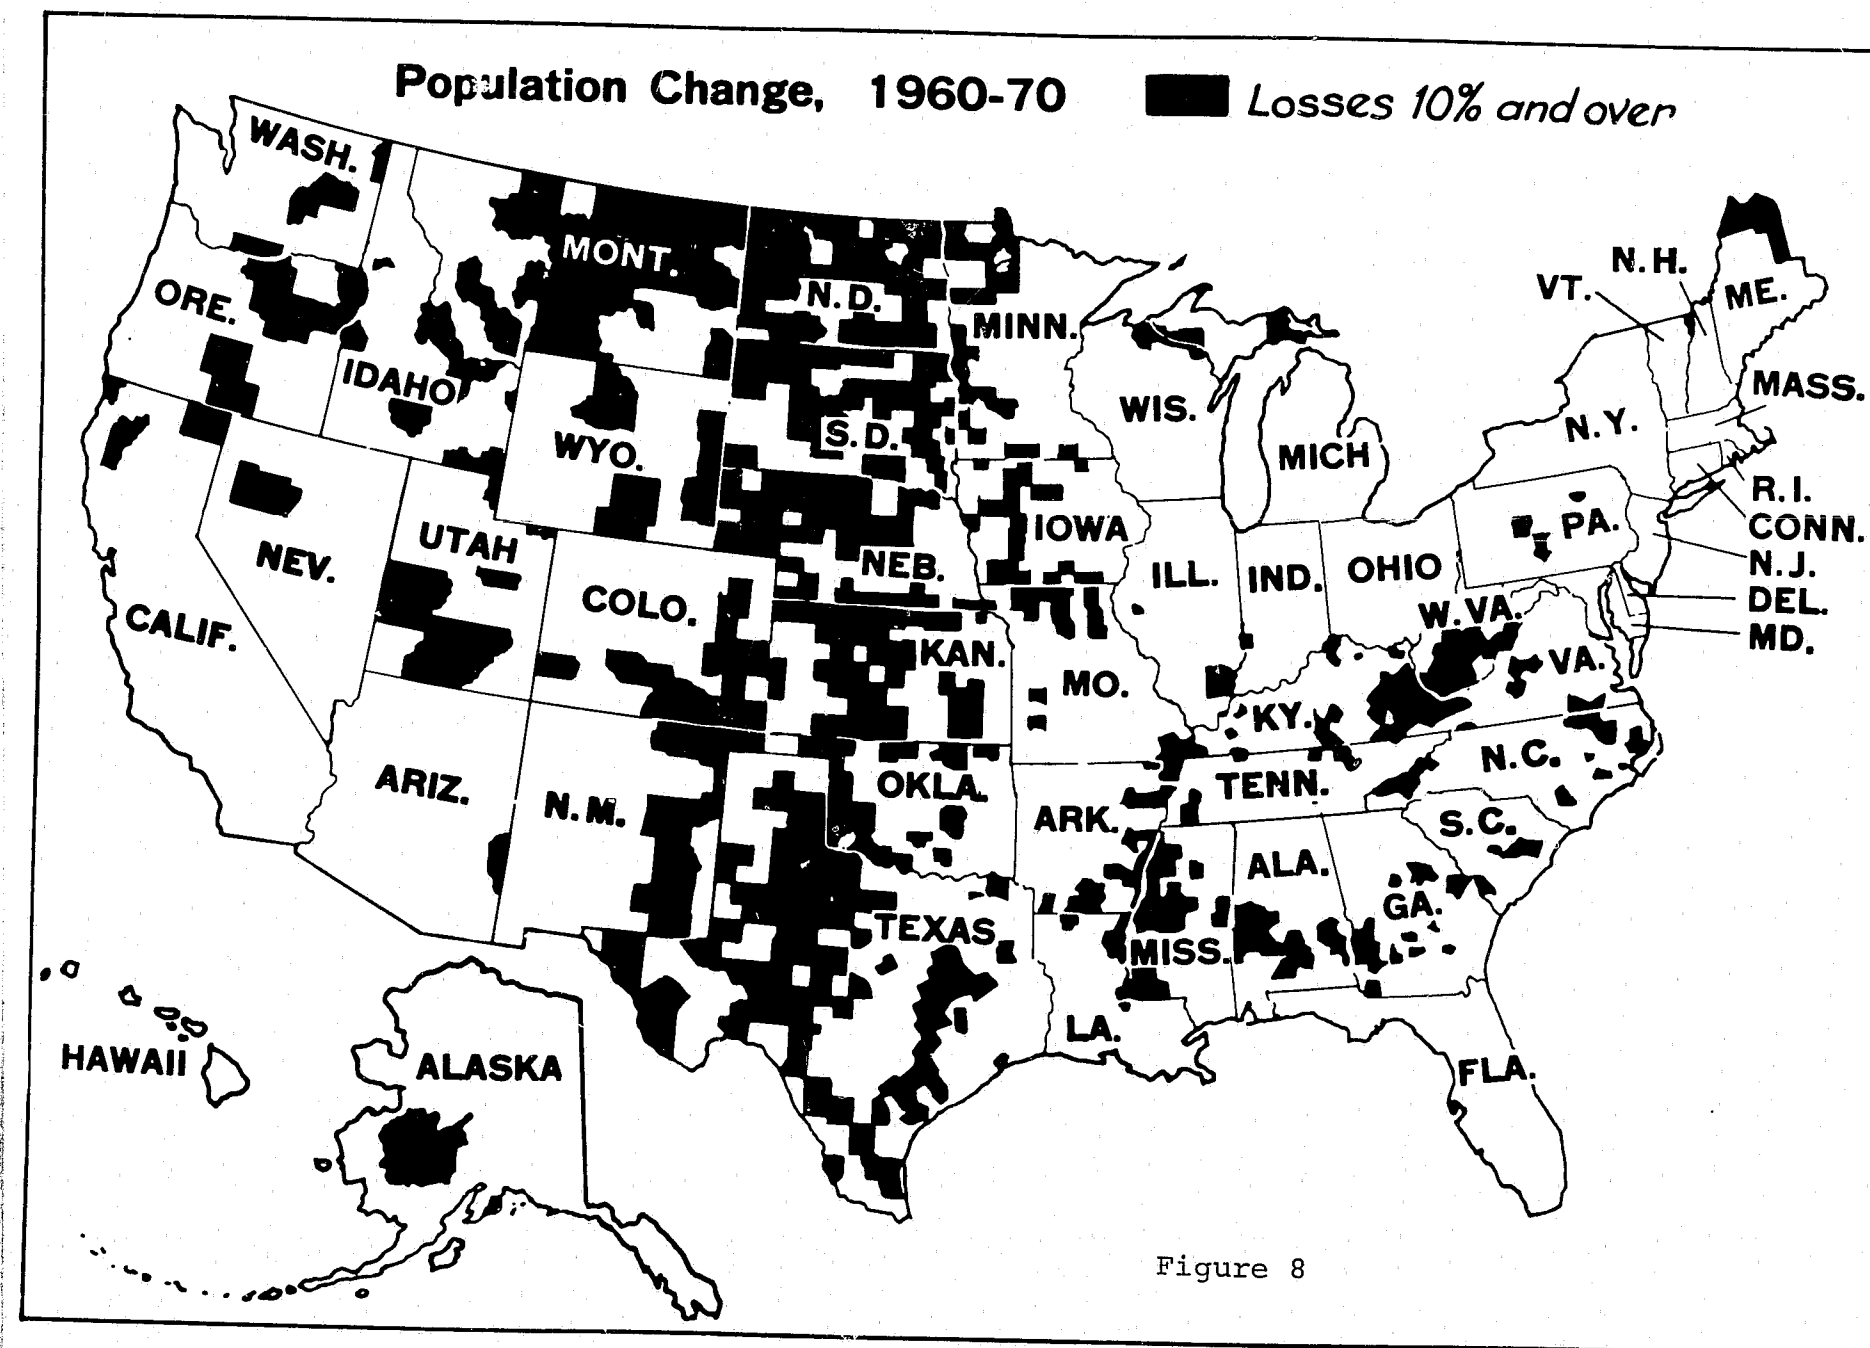 Population Change, 1960-70
Losses 10% and over
WASH.
MONT.
N.D.
MINN.
ORE.
IDAHO
WYO.
S.D.
WIS.
MICH
N.H.
VT.
ME.
MASS.
N.Y.
R.I.
CONN.
N.J.
DEL.
MD.
PA.
NEV.
UTAH
COLO.
NEB.
IOWA
ILL.
IND.
OHIO
W.VA.
VA.
CALIF.
KAN.
MO.
KY.
ARIZ.
N.M.
OKLA.
ARK.
TENN.
N.C.
S.C.
TEXAS
MISS.
ALA.
GA.
LA.
FLA.
HAWAII
ALASKA
Figure 8